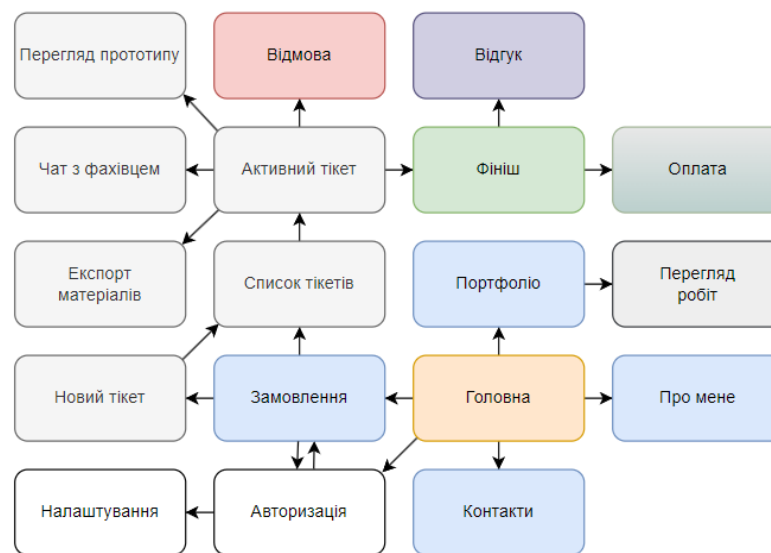 Перегляд прототипу
Відмова
Відгук
Чат з фахівцем
Активний тікет
Фініш
Оплата
Експорт
матеріалів
Список тікетів
Портфоліо
Перегляд
робіт
Новий тікет
Замовлення
Головна
Про мене
Налаштування
Авторизація
Контакти